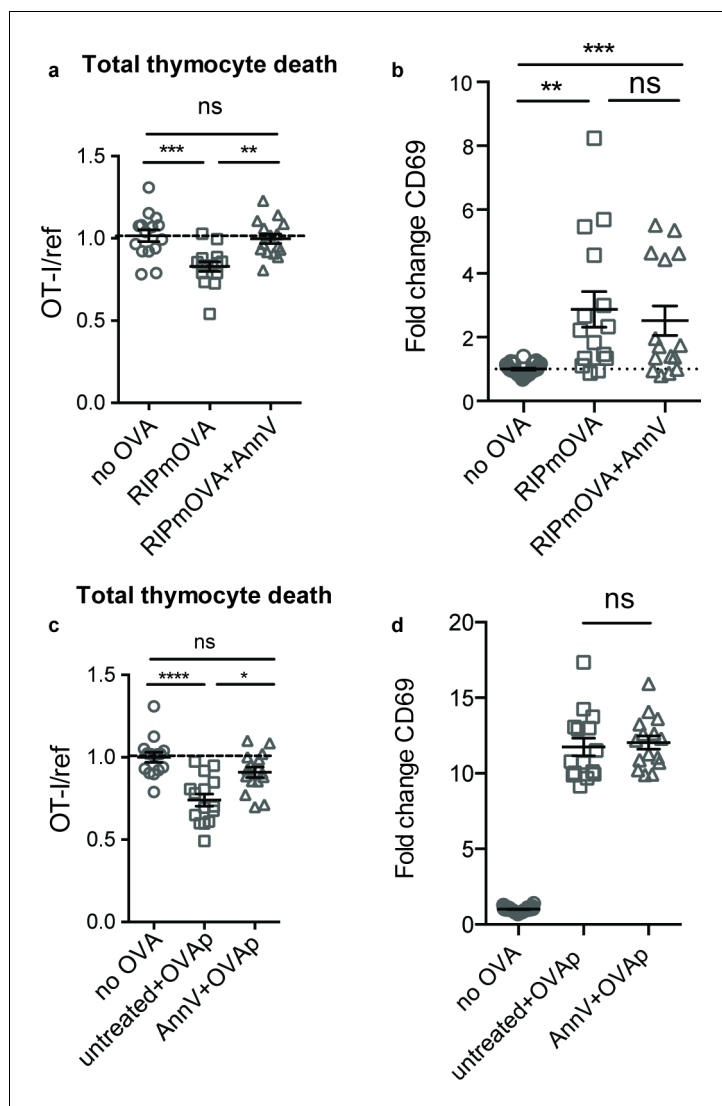 a Total thymocyte death
ns
*** **
1.5
1.0
0.5
0.0
OT-I/ref
no OVA
RIPmOVA
RIPmOVA+AnnV
b
***
** ns
10
8
6
4
2
0
Fold change CD69
no OVA
RIPmOVA
RIPmOVA+AnnV
Total thymocyte death
c
ns
**** *
1.5
1.0
0.5
0.0
OT-I/ref
no OVA
untreated+OVAp
AnnV+OVAp
d
ns
20
15
10
5
0
Fold change CD69
no OVA
untreated+OVAp
AnnV+OVAp